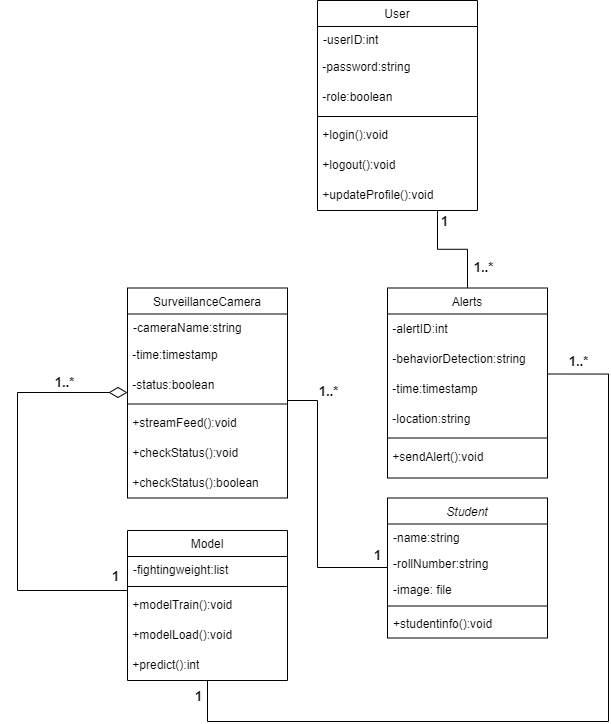 User
-userID:int
-password:string
-role:boolean
+login():void
+logout():void
+updateProfile():void
1
1..*
SurveillanceCamera
-cameraName:string
-time:timestamp
-status:boolean
+streamFeed():void
+checkStatus():void
+checkStatus():boolean
1..*
1..*
Alerts
-alertID:int
-behaviorDetection:string
-time:timestamp
-location:string
+sendAlert():void
1..*
Student
-name:string
-rollNumber:string
-image: file
+studentinfo():void
1
Model
-fightingweight:list
+modelTrain():void
+modelLoad():void
+predict():int
1
1